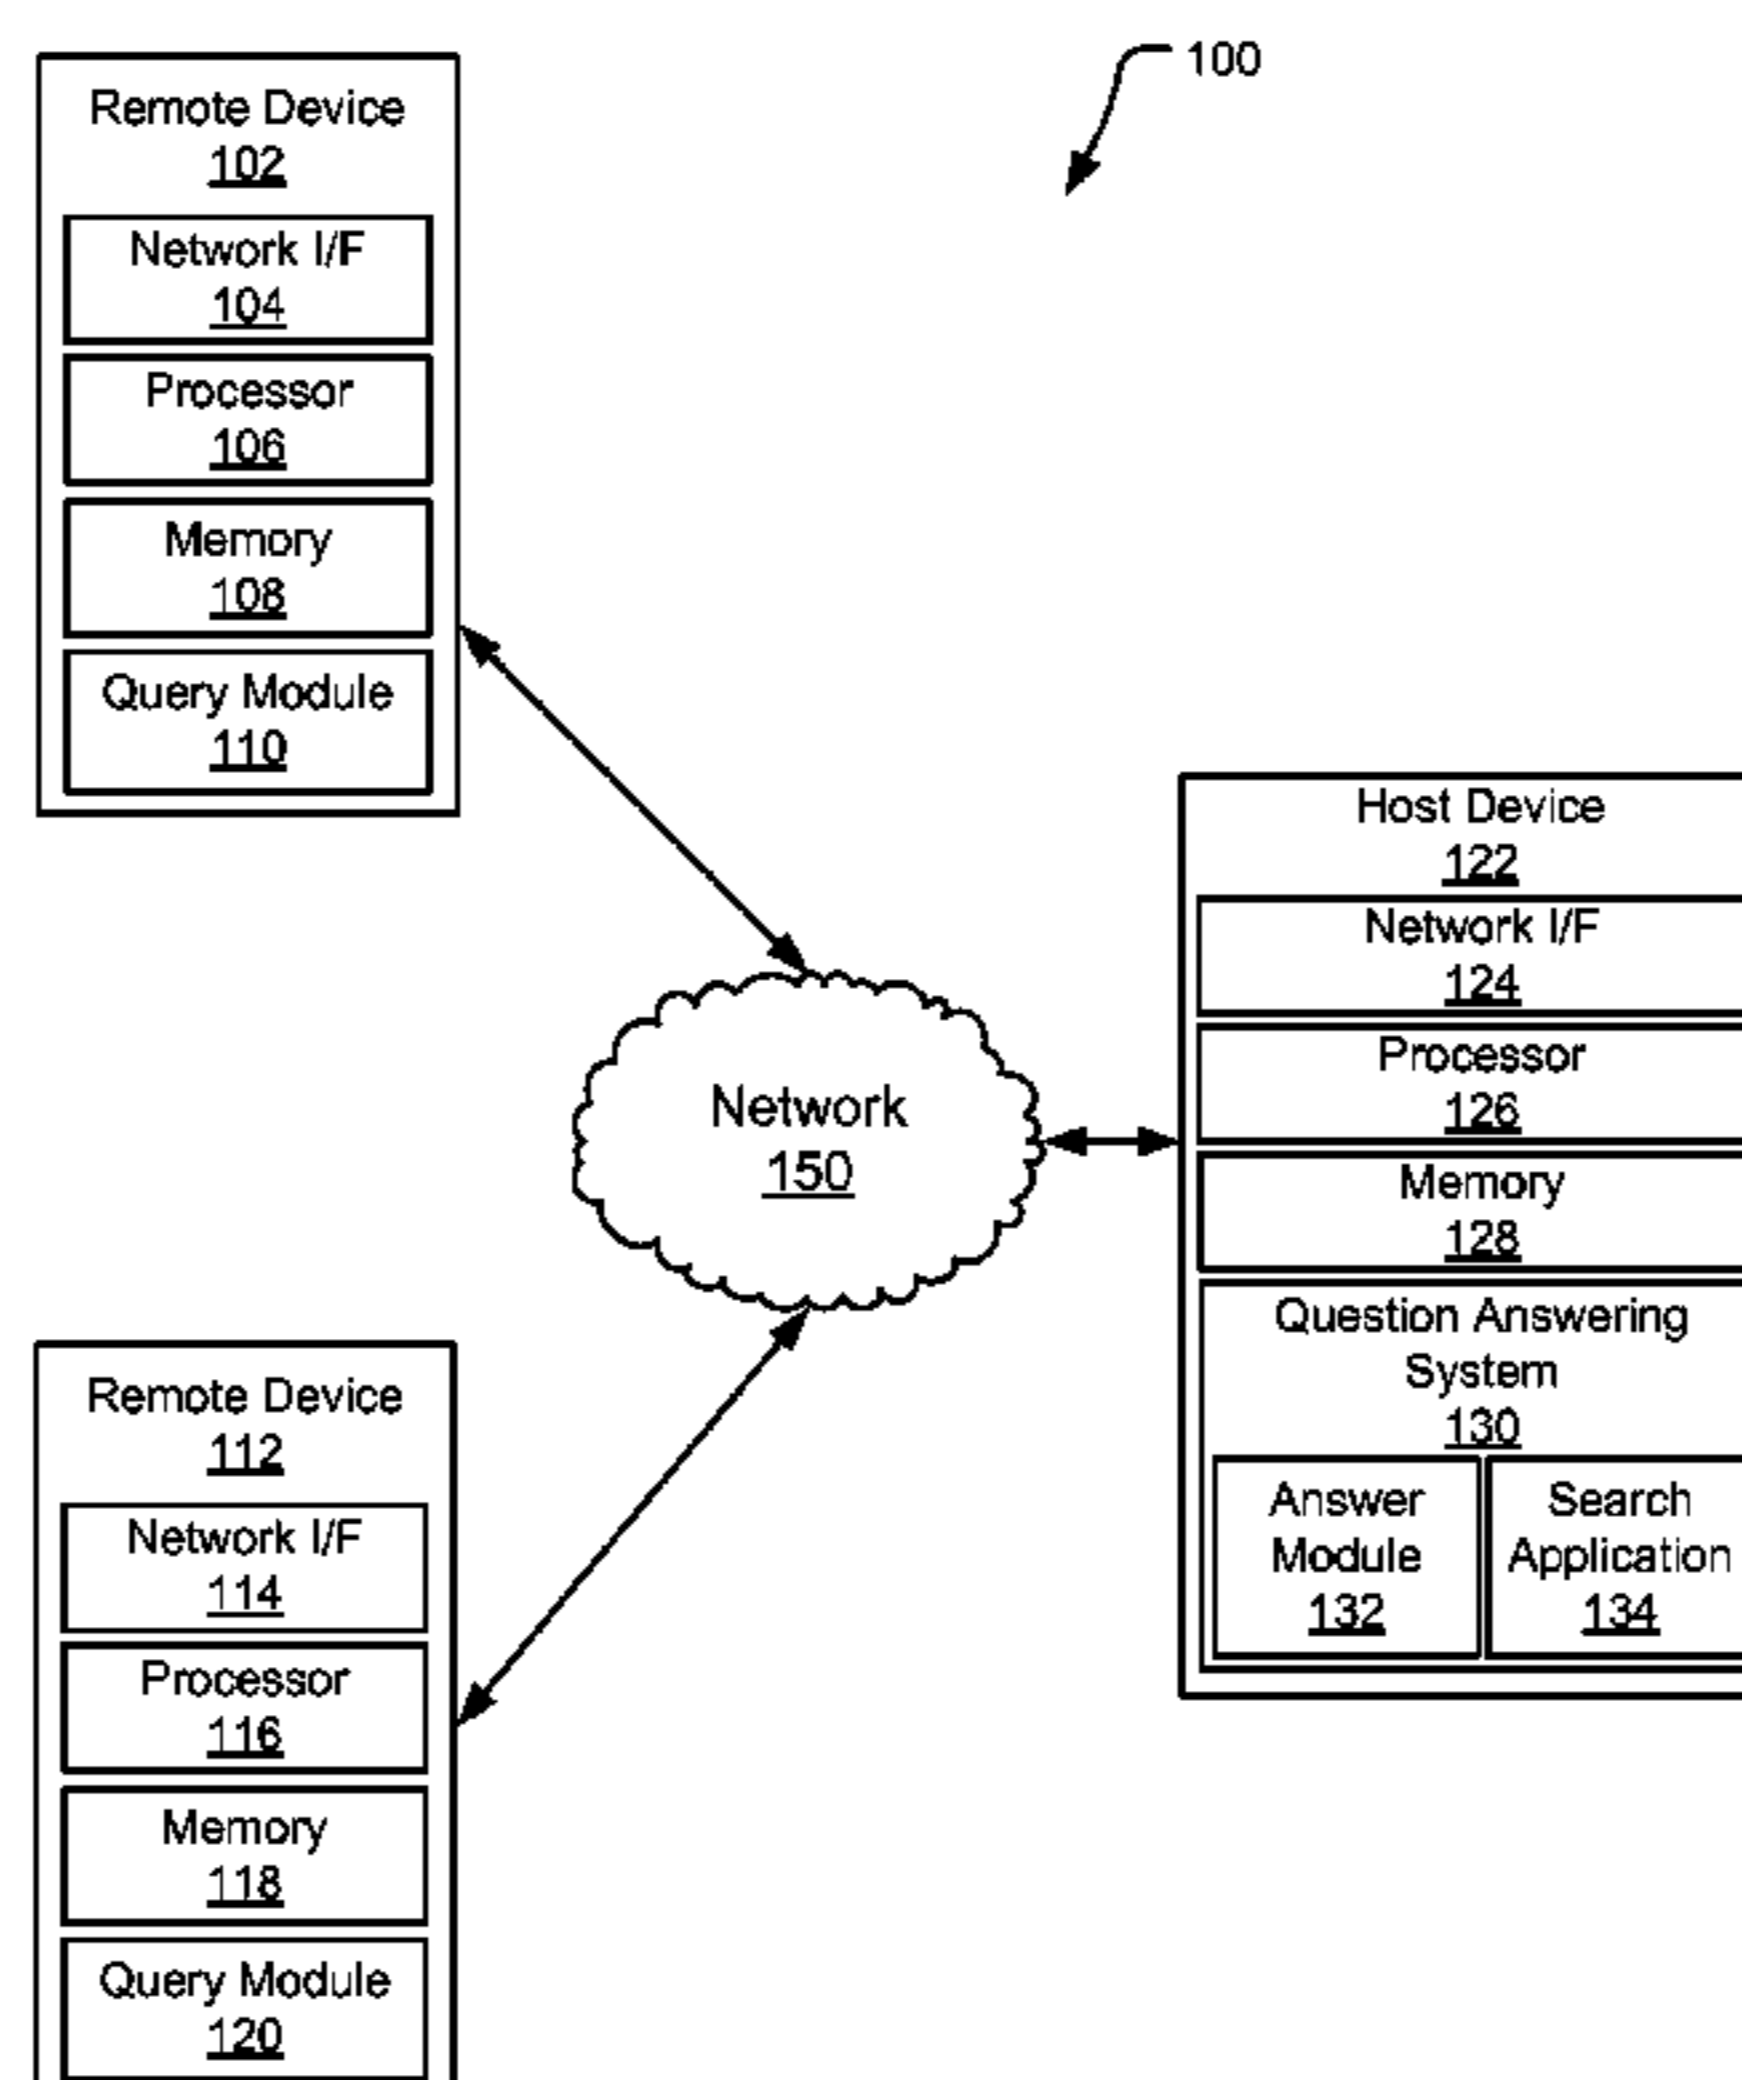 100
Remote Device
102
Network I/F
104
Processor
106
Memory
108
Query Module
110
Host Device
122
Network I/F
124
Processor
126
Memory
128
Question Answering
System
130
Answer
Module
132
Search
Application
134
Network
150
Remote Device
112
Network I/F
114
Processor
116
Memory
118
Query Module
120